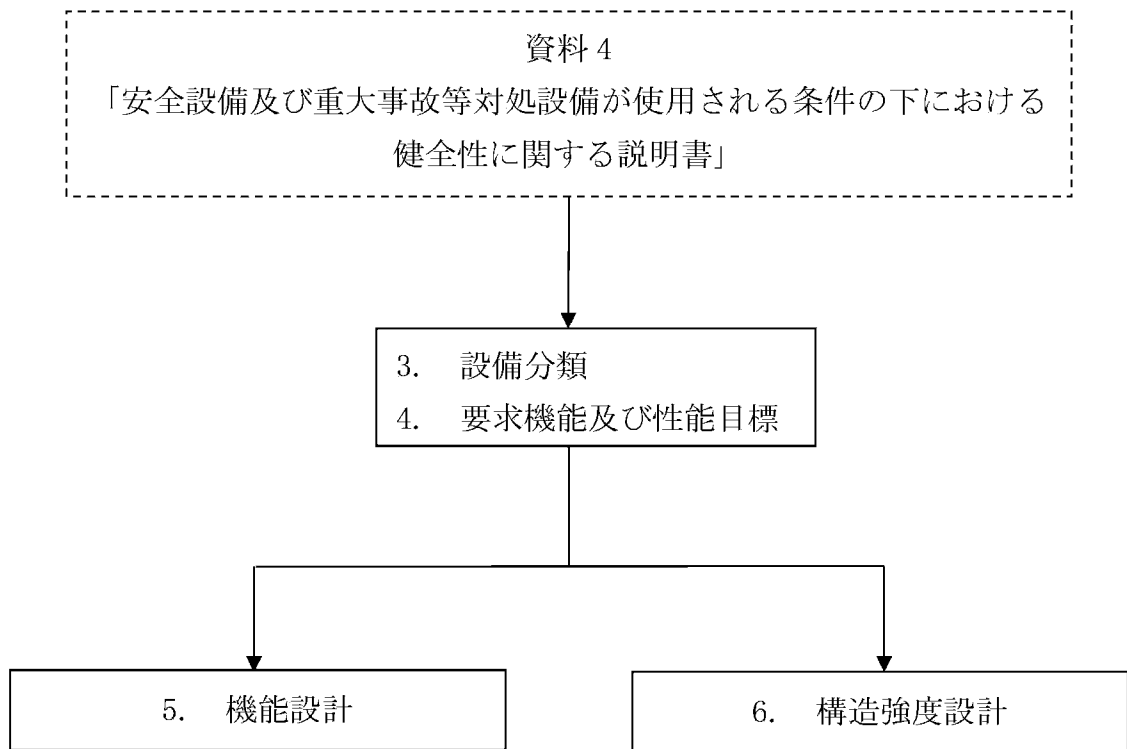 資料 4
「安全設備及び重大事故等対処設備が使用される条件の下における
健全性に関する説明書」
3. 設備分類
4. 要求機能及び性能目標
5. 機能設計
6. 構造強度設計